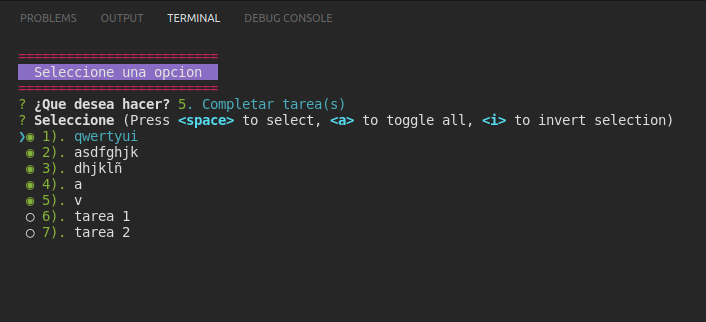 PROBLEMS OUTPUT TERMINAL DEBUG CONSOLE
=========================
Seleccione una opcion
=========================
? ¿Que desea hacer? 5. Completar tarea(s)
? Seleccione (Press <space> to select, <a> to toggle all, <i> to invert selection)
❯◉ 1). qwertyui
◉ 2). asdfghjk
◉ 3). dhjklñ
◉ 4). a
◉ 5). v
◯ 6). tarea 1
◯ 7). tarea 2